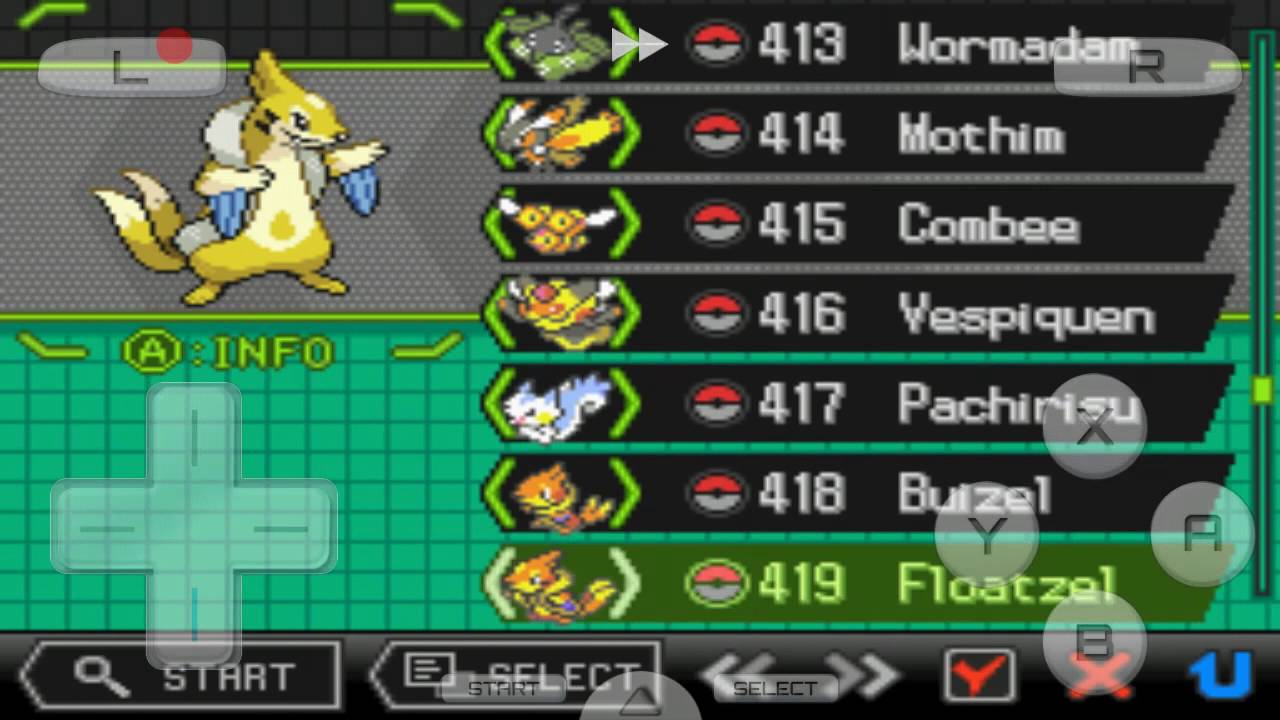 L
R
413 Wormadam
414 Mothim
415 Combee
416 Vespiquen
A:INFO
417 Pachirisu
X
418 Buizel
Y
A
419 Floatzel
B
START
SELECT
START
SELECT